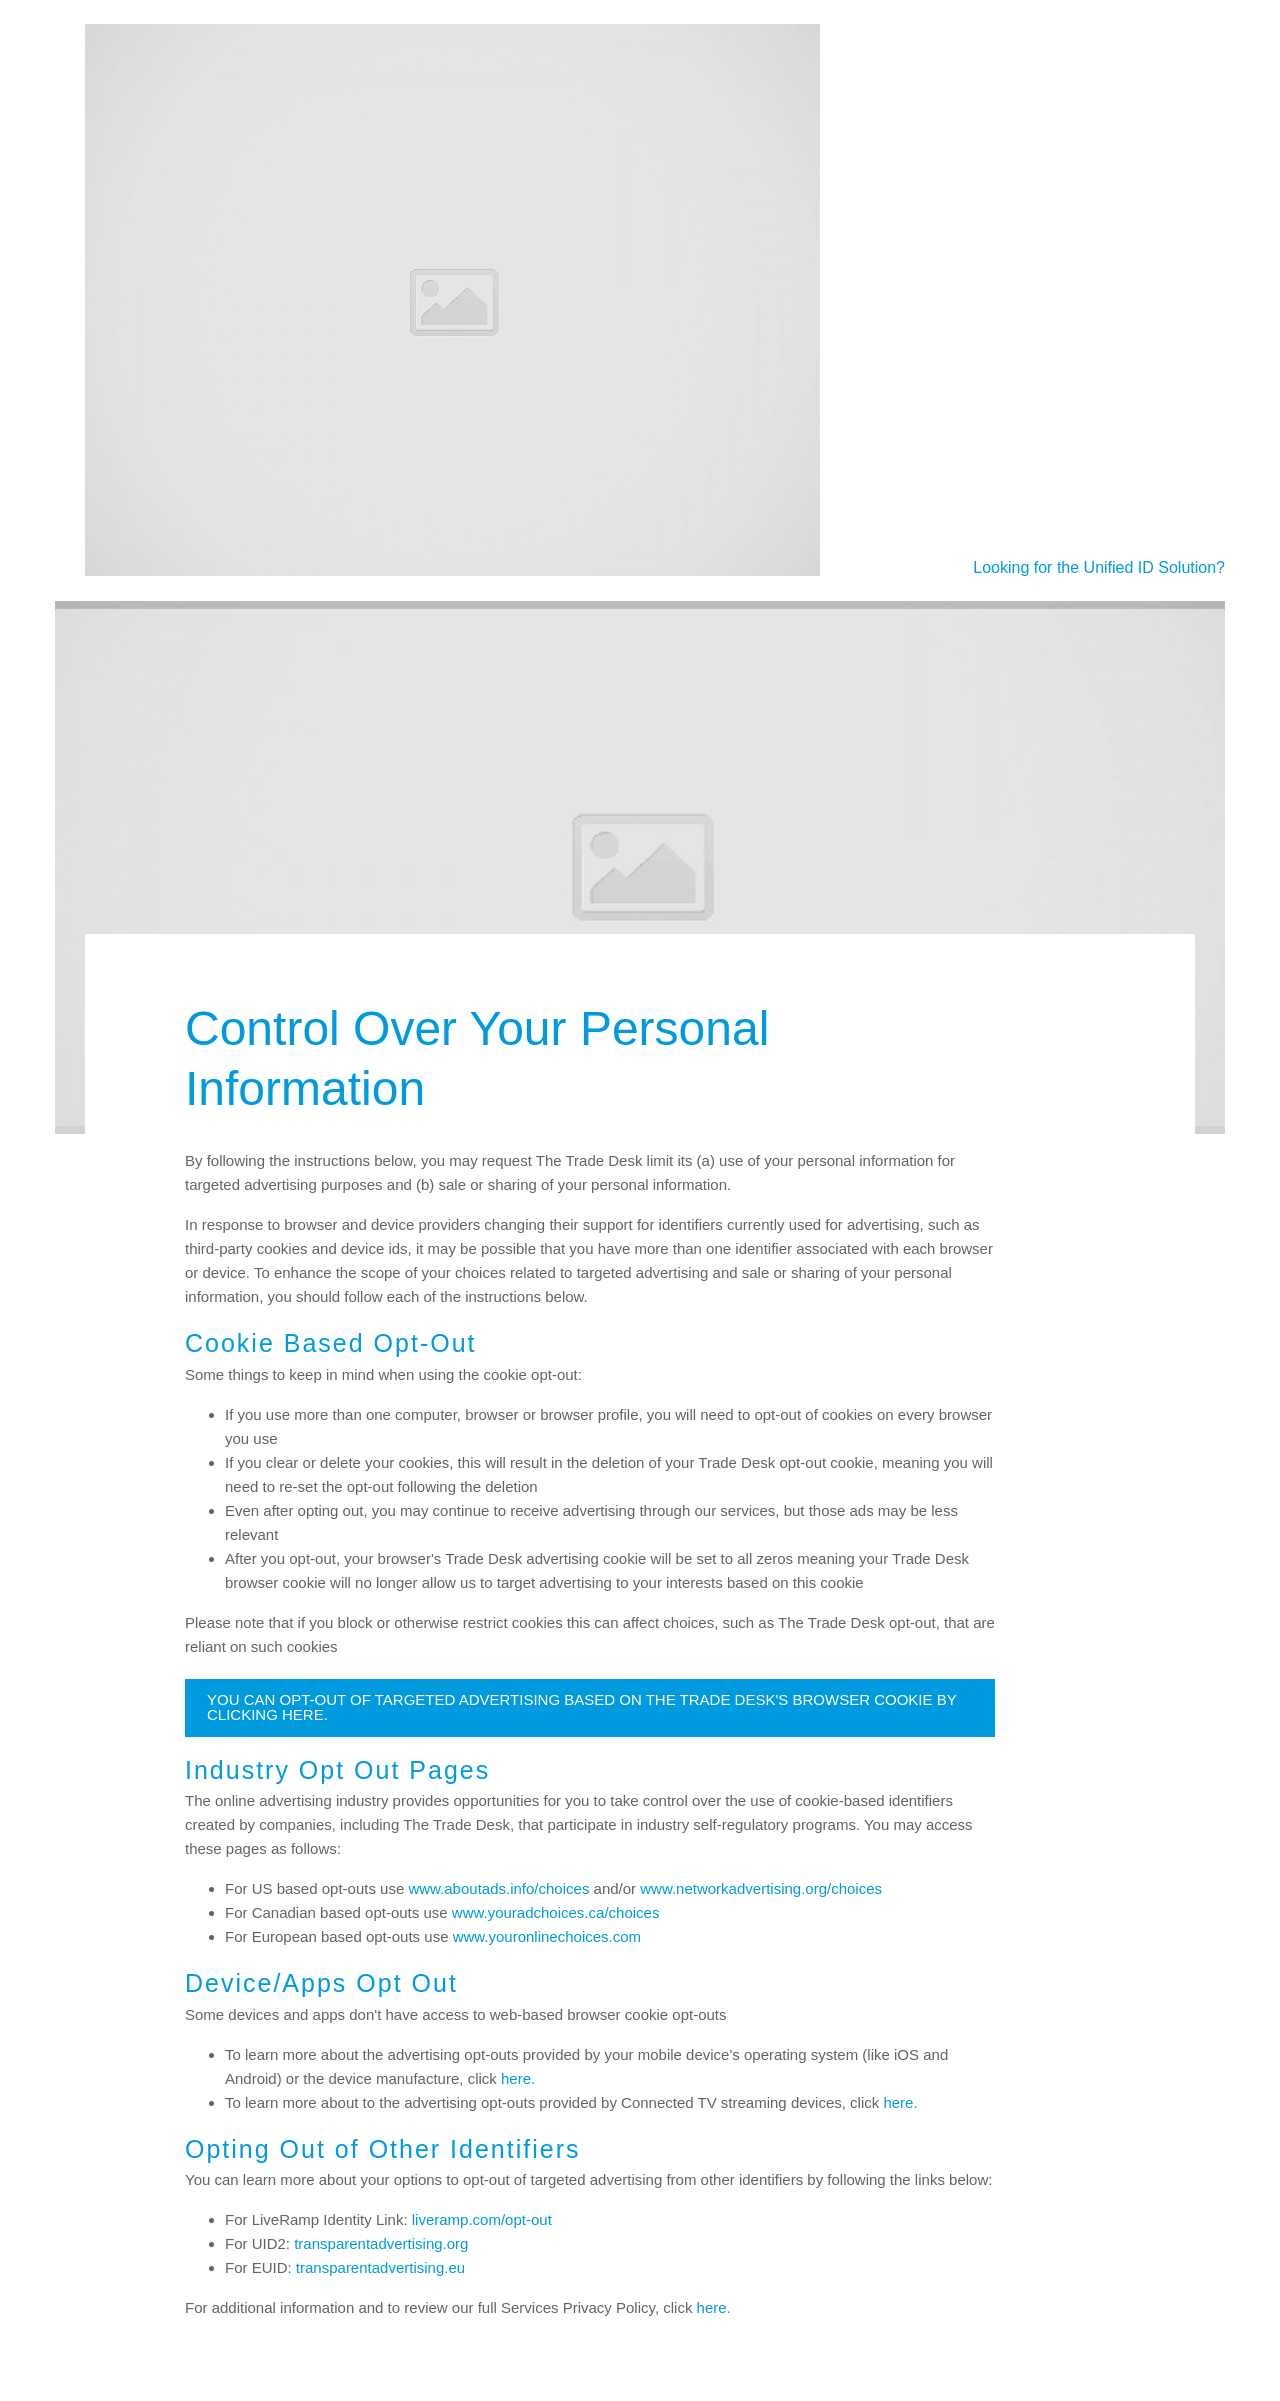 Looking for the Unified ID Solution?
Control Over Your Personal
Information
By following the instructions below, you may request The Trade Desk limit its (a) use of your personal information for
targeted advertising purposes and (b) sale or sharing of your personal information.
In response to browser and device providers changing their support for identifiers currently used for advertising, such as
third-party cookies and device ids, it may be possible that you have more than one identifier associated with each browser
or device. To enhance the scope of your choices related to targeted advertising and sale or sharing of your personal
information, you should follow each of the instructions below.
Cookie Based Opt-Out
Some things to keep in mind when using the cookie opt-out:
• If you use more than one computer, browser or browser profile, you will need to opt-out of cookies on every browser
you use
• If you clear or delete your cookies, this will result in the deletion of your Trade Desk opt-out cookie, meaning you will
need to re-set the opt-out following the deletion
• Even after opting out, you may continue to receive advertising through our services, but those ads may be less
relevant
• After you opt-out, your browser's Trade Desk advertising cookie will be set to all zeros meaning your Trade Desk
browser cookie will no longer allow us to target advertising to your interests based on this cookie
Please note that if you block or otherwise restrict cookies this can affect choices, such as The Trade Desk opt-out, that are
reliant on such cookies
YOU CAN OPT-OUT OF TARGETED ADVERTISING BASED ON THE TRADE DESK'S BROWSER COOKIE BY
CLICKING HERE.
Industry Opt Out Pages
The online advertising industry provides opportunities for you to take control over the use of cookie-based identifiers
created by companies, including The Trade Desk, that participate in industry self-regulatory programs. You may access
these pages as follows:
• For US based opt-outs use www.aboutads.info/choices and/or www.networkadvertising.org/choices
• For Canadian based opt-outs use www.youradchoices.ca/choices
• For European based opt-outs use www.youronlinechoices.com
Device/Apps Opt Out
Some devices and apps don't have access to web-based browser cookie opt-outs
• To learn more about the advertising opt-outs provided by your mobile device's operating system (like iOS and
Android) or the device manufacture, click here.
• To learn more about to the advertising opt-outs provided by Connected TV streaming devices, click here.
Opting Out of Other Identifiers
You can learn more about your options to opt-out of targeted advertising from other identifiers by following the links below:
• For LiveRamp Identity Link: liveramp.com/opt-out
• For UID2: transparentadvertising.org
• For EUID: transparentadvertising.eu
For additional information and to review our full Services Privacy Policy, click here.